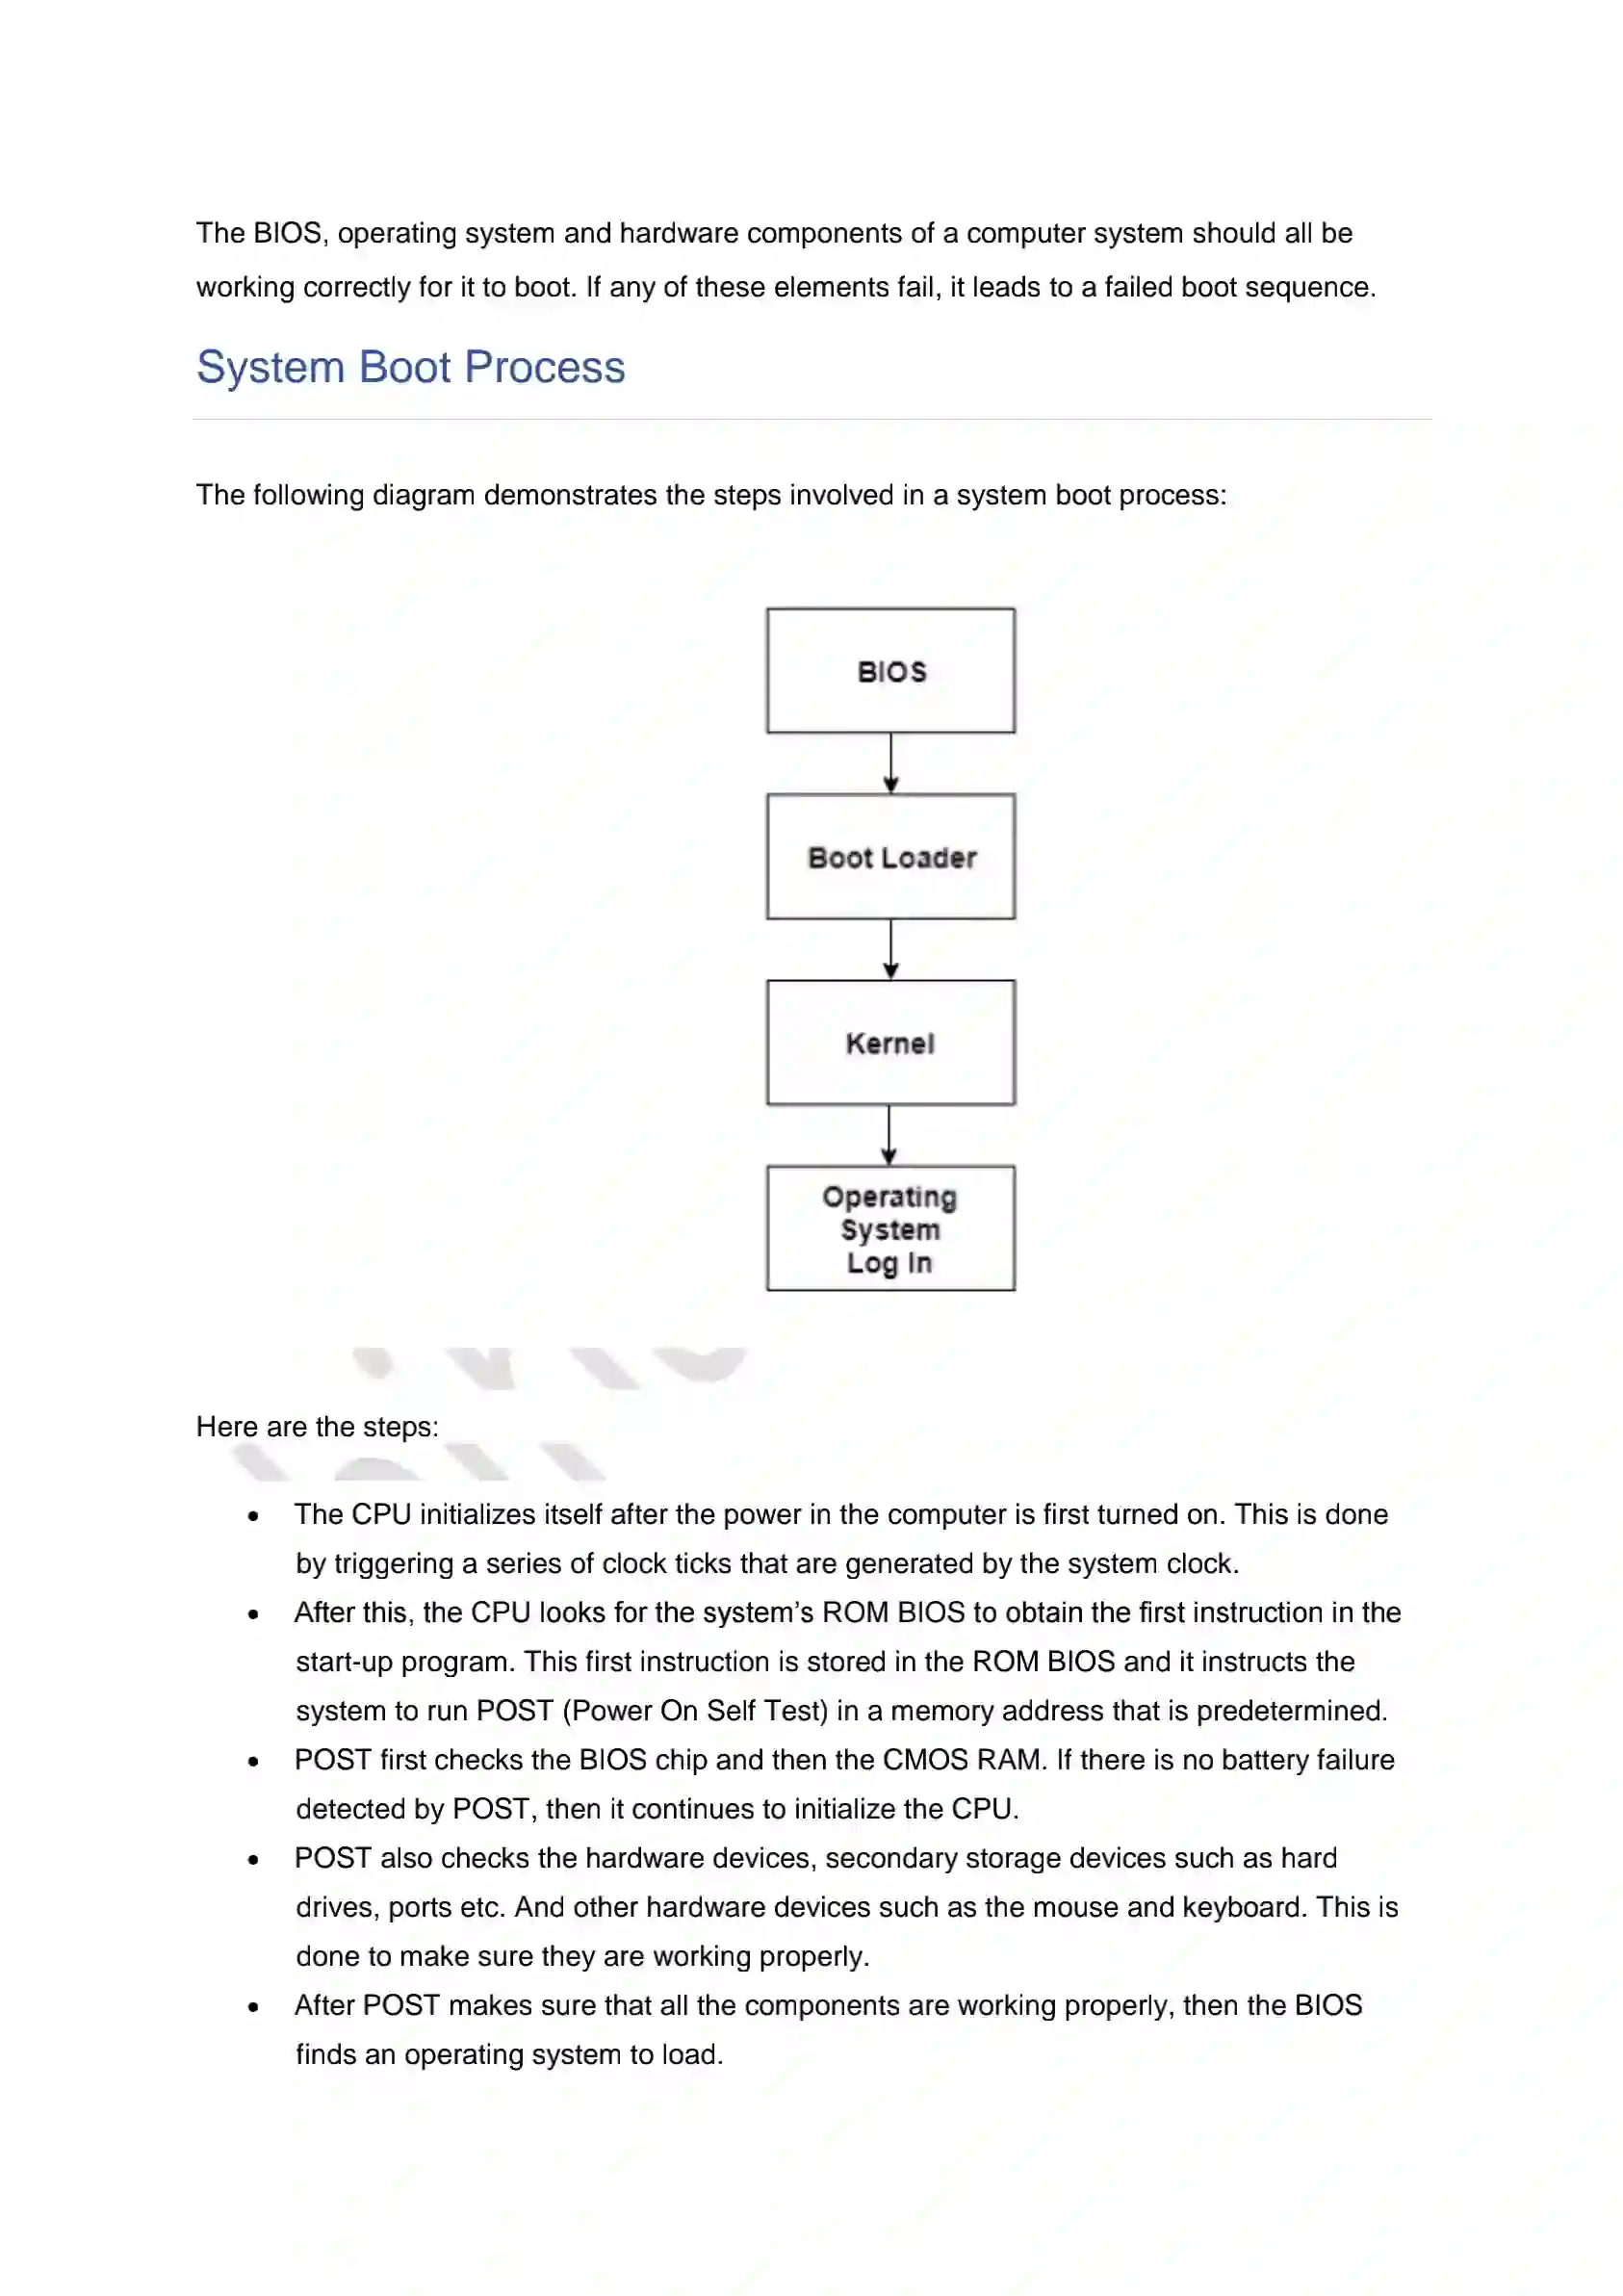 The BIOS, operating system and hardware components of a computer system should all be
working correctly for it to boot. If any of these elements fail, it leads to a failed boot sequence.
System Boot Process
The following diagram demonstrates the steps involved in a system boot process:
BIOS
Boot Loader
Kernel
Operating
System
Log In
Here are the steps:
• The CPU initializes itself after the power in the computer is first turned on. This is done
by triggering a series of clock ticks that are generated by the system clock.
• After this, the CPU looks for the system’s ROM BIOS to obtain the first instruction in the
start-up program. This first instruction is stored in the ROM BIOS and it instructs the
system to run POST (Power On Self Test) in a memory address that is predetermined.
• POST first checks the BIOS chip and then the CMOS RAM. If there is no battery failure
detected by POST, then it continues to initialize the CPU.
• POST also checks the hardware devices, secondary storage devices such as hard
drives, ports etc. And other hardware devices such as the mouse and keyboard. This is
done to make sure they are working properly.
• After POST makes sure that all the components are working properly, then the BIOS
finds an operating system to load.